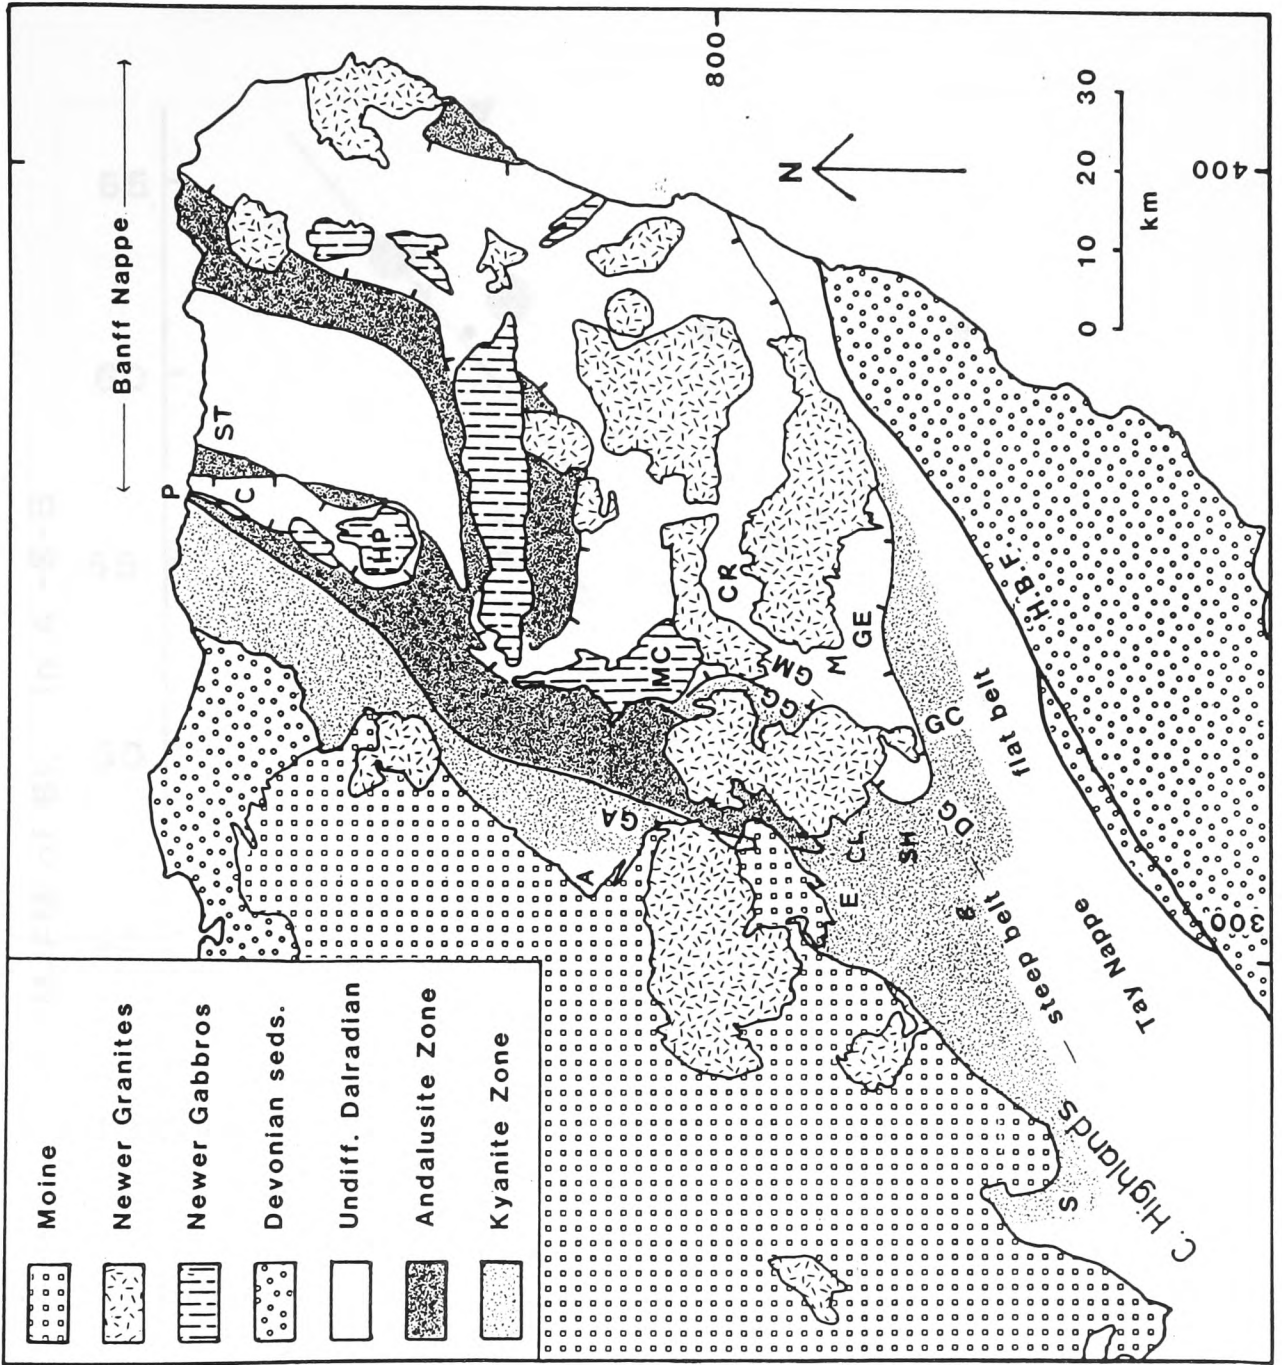 Banff Nappe
800
N
0 10 20 30
km
400
300
P
C
ST
HP
MC
CR
GM
GG
M
GE
GA
A
E
CL
SH
DG
GC
S
H.B.F.
steep belt & flat belt
Tay Nappe
C. Highlands
Moine
Newer Granites
Newer Gabbros
Devonian seds.
Undiff. Dalradian
Andalusite Zone
Kyanite Zone